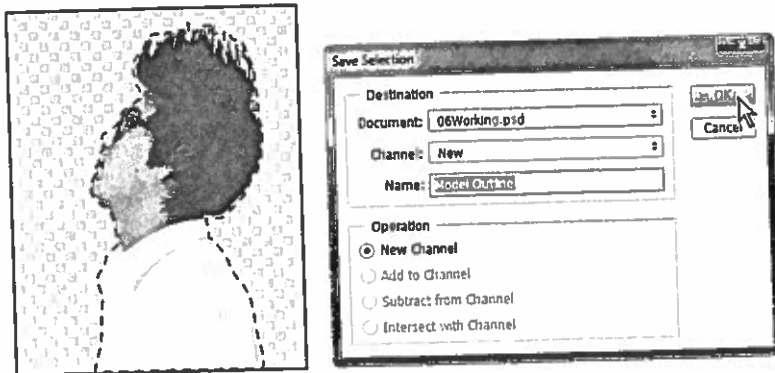 Save Selection
Destination
Document: 06Working.psd
Channel: New
Name: Model Outline
Operation
New Channel
Add to Channel
Subtract from Channel
Intersect with Channel
OK
Cancel